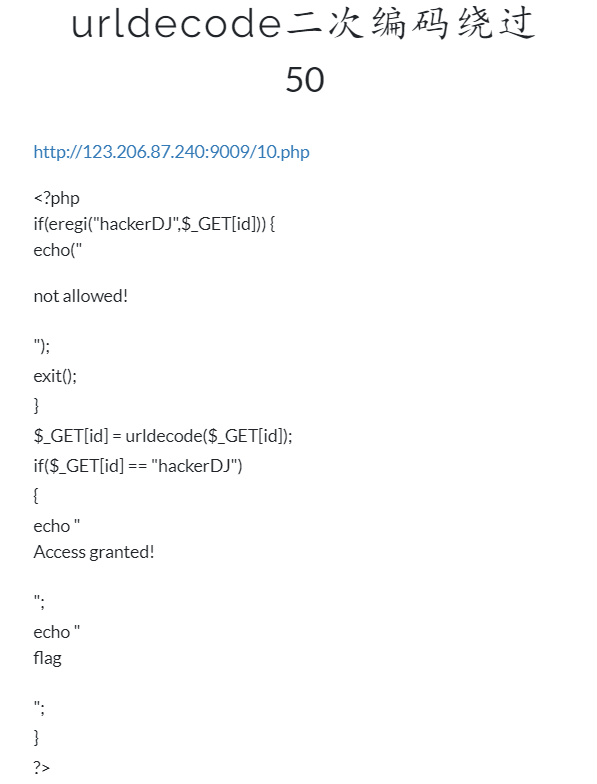 urldecode二次编码绕过
50
http://123.206.87.240:9009/10.php
<?php
if(eregi("hackerDJ",$_GET[id])) {
echo("
not allowed!
");
exit();
}
$_GET[id] = urldecode($_GET[id]);
if($_GET[id] == "hackerDJ")
{
echo "
Access granted!
";
echo "
flag
";
}
?>